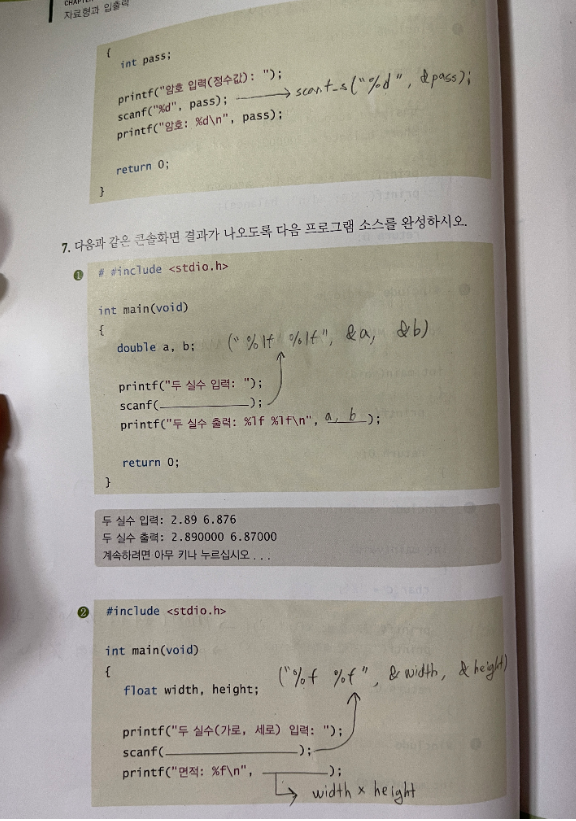 자료형과 입출력
{
int pass;
printf("암호 입력(정수값): ");
scanf("%d", pass); scanf_s("%d", &pass);
printf("암호: %d\n", pass);
return 0;
}
7. 다음과 같은 콘솔화면 결과가 나오도록 다음 프로그램 소스를 완성하시오.
❶ # #include <stdio.h>
int main(void)
{
double a, b; ("%lf %lf", &a, &b)
printf("두 실수 입력: ");
scanf(__________);
printf("두 실수 출력: %lf %lf\n", a, b);
return 0;
}
두 실수 입력: 2.89 6.876
두 실수 출력: 2.890000 6.87000
계속하려면 아무 키나 누르십시오 . . .
❷ #include <stdio.h>
int main(void)
{
float width, height; ("%f %f", &width, &height)
printf("두 실수(가로, 세로) 입력: ");
scanf(__________);
printf("면적: %f\n", __________);
width × height